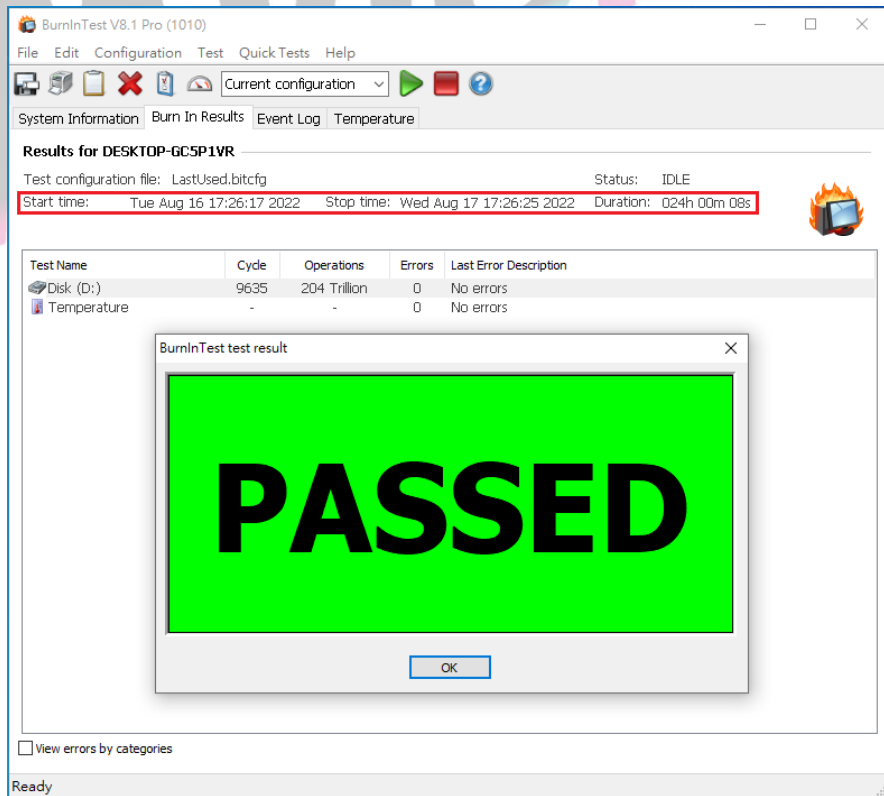 BurnInTest V8.1 Pro (1010)
File Edit Configuration Test Quick Tests Help
Current configuration
System Information Burn In Results Event Log Temperature
Results for DESKTOP-GC5P1VR
Test configuration file: LastUsed.bitcfg Status: IDLE
Start time: Tue Aug 16 17:26:17 2022 Stop time: Wed Aug 17 17:26:25 2022 Duration: 024h 00m 08s
Test Name Cycle Operations Errors Last Error Description
Disk (D:) 9635 204 Trillion 0 No errors
Temperature - - 0 No errors
BurnInTest test result
PASSED
OK
View errors by categories
Ready